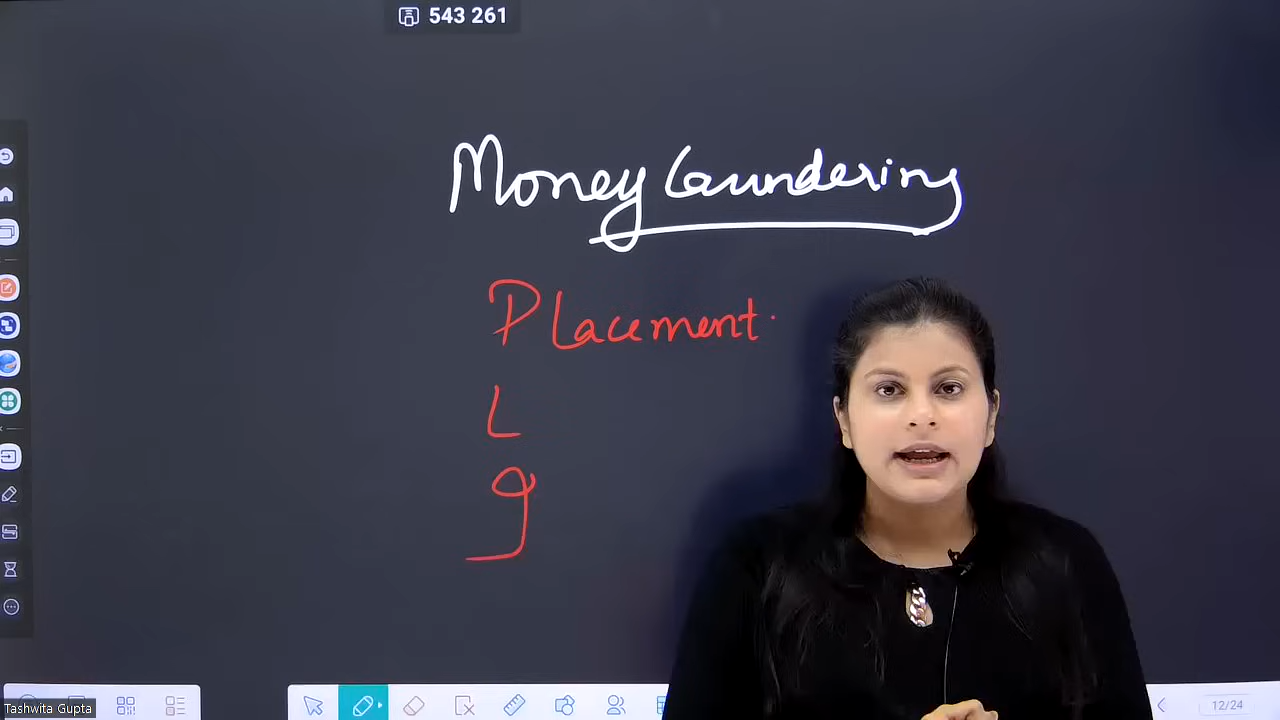 543 261
Money Laundering
Placement.
L
I
Tashwita Gupta
12/24